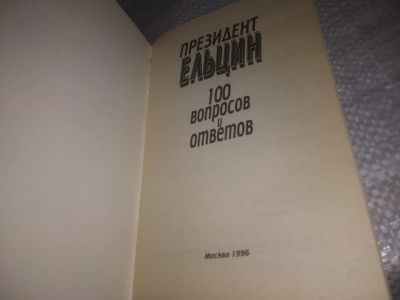 ПРЕЗИДЕНТ
ЕЛЬЦИН
100
вопросов
и
ответов
Москва 1996